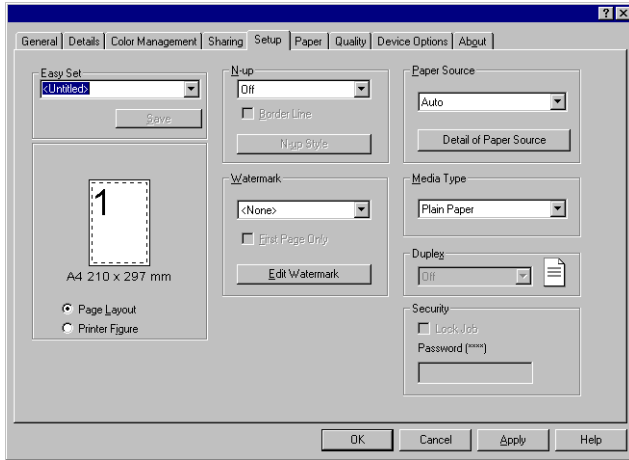 General Details Color Management Sharing Setup Paper Quality Device Options About
Easy Set
<Untitled>
Save
1
A4 210 x 297 mm
Page Layout
Printer Figure
N-up
Off
Border Line
N-up Style
Watermark
<None>
First Page Only
Edit Watermark
Paper Source
Auto
Detail of Paper Source
Media Type
Plain Paper
Duplex
Off
Security
Lock Job
Password (****)
OK Cancel Apply Help